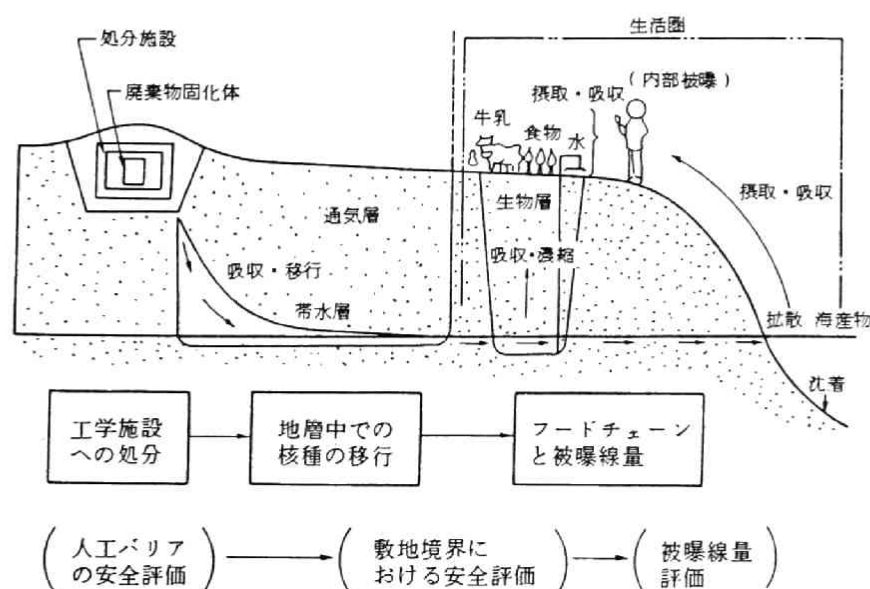 生活圏
処分施設
廃棄物固化体
(内部被曝)
摂取・吸収
牛乳
食物
水
摂取・吸収
通気層
生物層
吸収・移行
吸収・濃縮
帯水層
拡散 海産物
沈着
工学施設
への処分
地層中での
核種の移行
フードチェーン
と被曝線量
人工バリア
の安全評価
敷地境界に
おける安全評価
被曝線量
評価